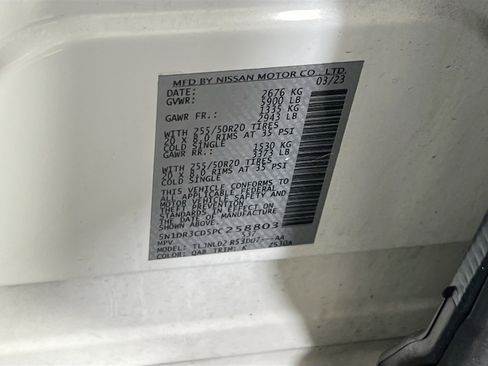 MFD BY NISSAN MOTOR CO., LTD.
DATE: 03/23
GVWR: 2676 KG
5900 LB
GAWR FR.: 1335 KG
2943 LB
WITH 255/50R20 TIRES
20 X 8.0 RIMS AT 35 PSI
COLD SINGLE
GAWR RR.: 1530 KG
3373 LB
WITH 255/50R20 TIRES
20 X 8.0 RIMS AT 35 PSI
COLD SINGLE
THIS VEHICLE CONFORMS TO
ALL APPLICABLE FEDERAL
MOTOR VEHICLE SAFETY
STANDARDS IN EFFECT ON
THE DATE OF MANUFACTURE
SHOWN ABOVE.
5N1DR3CD5PC258803
MPV
MODEL: TLJNLD2
COLOR: QAB TRIM: K